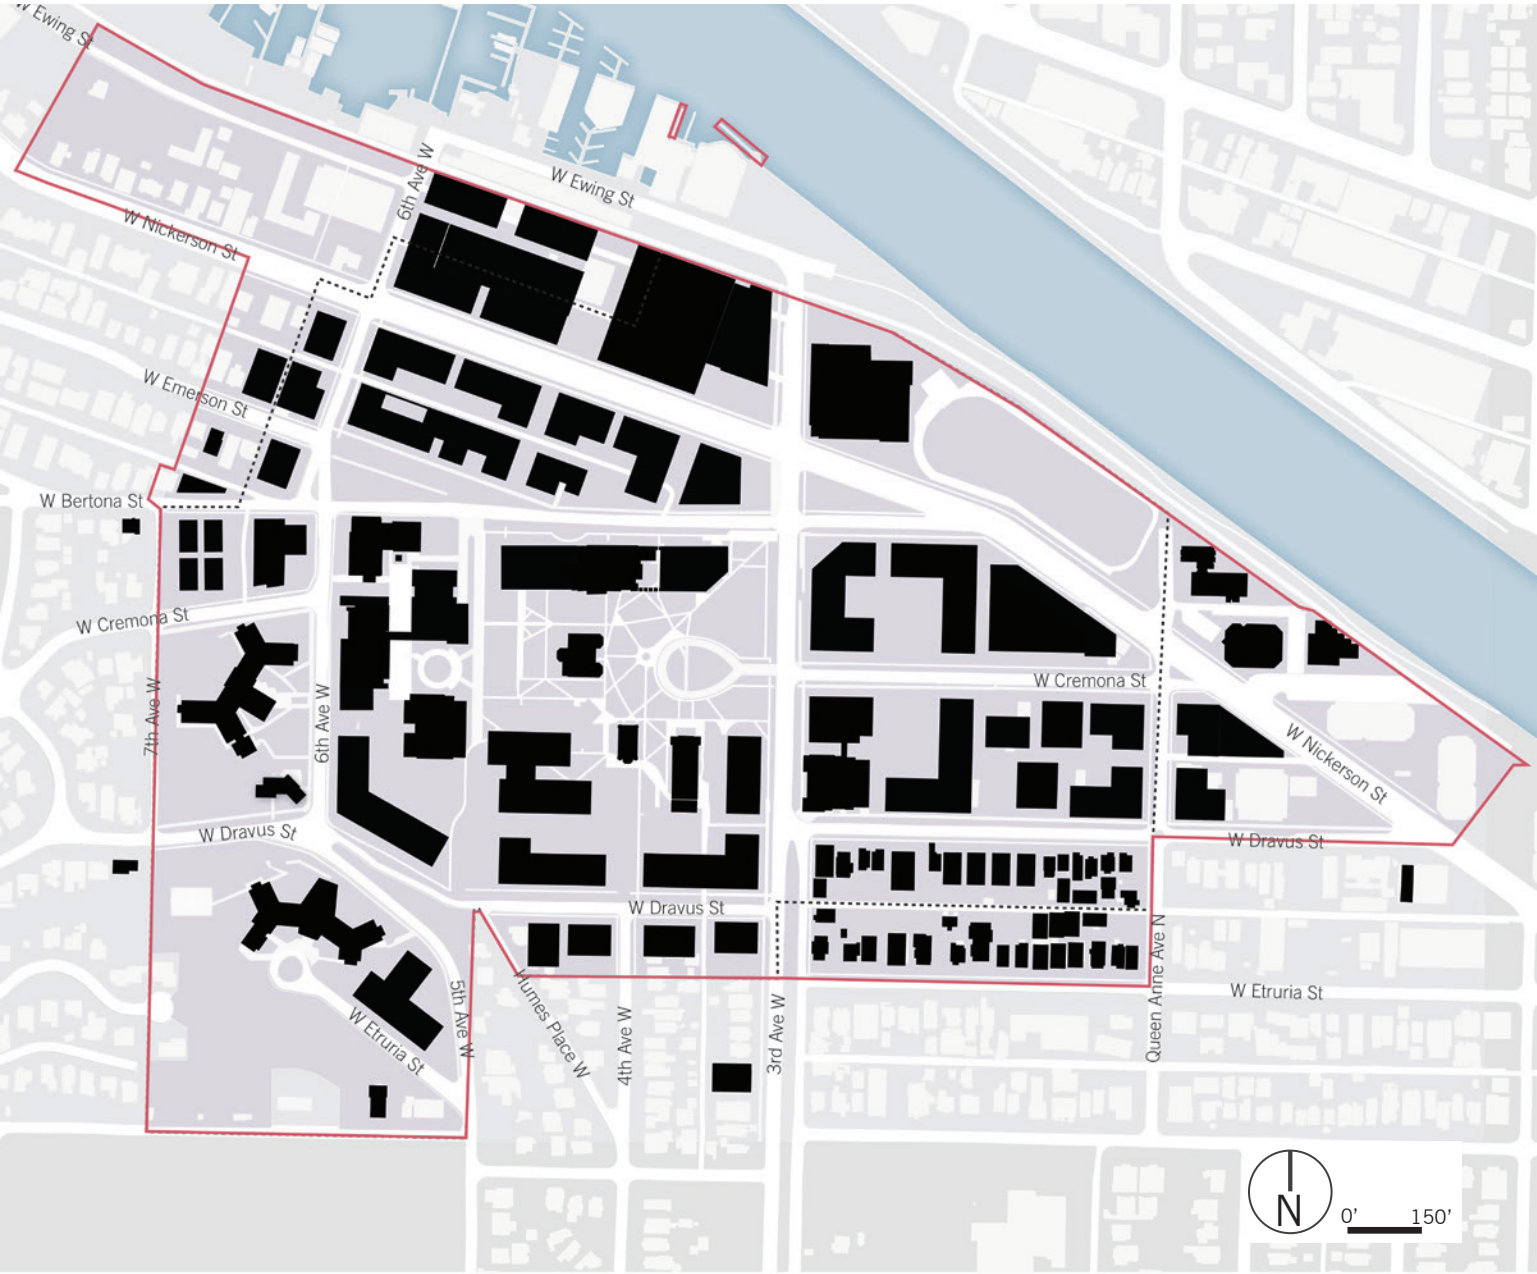 W Ewing St
6th Ave W
W Ewing St
W Nickerson St
W Emerson St
W Bertona St
W Cremona St
W Cremona St
7th Ave W
6th Ave W
W Nickerson St
W Dravus St
W Dravus St
W Dravus St
5th Ave W
W Etruria St
Humes Place W
4th Ave W
3rd Ave W
Queen Anne Ave N
W Etruria St
N
0' 150'